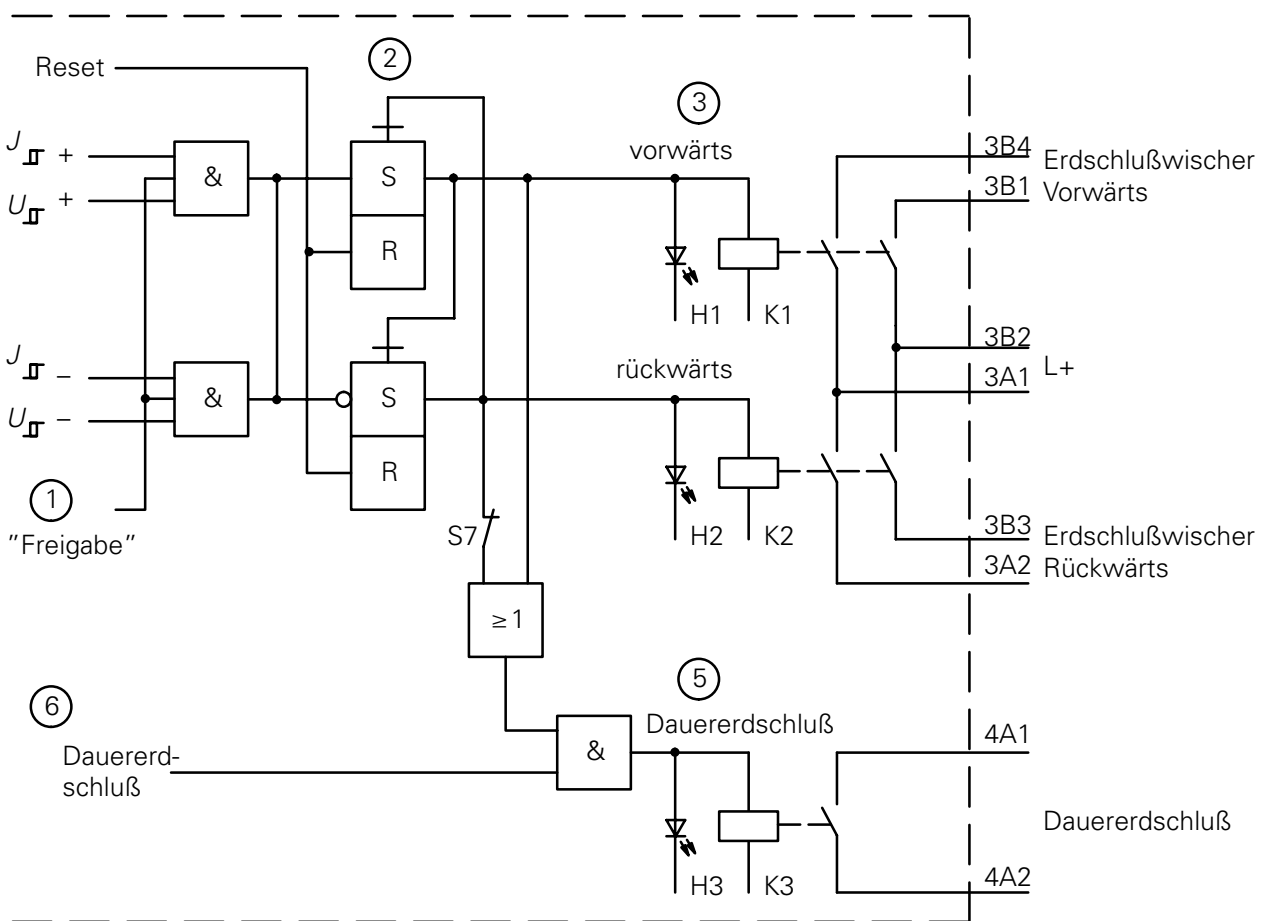 Reset
2
3
J +
U +
&
S
R
vorwärts
H1
K1
3B4
3B1
Erdschlußwischer
Vorwärts
3B2
3A1
L+
J –
U –
&
S
R
rückwärts
H2
K2
1
"Freigabe"
S7
3B3
3A2
Erdschlußwischer
Rückwärts
≥1
6
Dauererd-
schluß
&
5
Dauererdschluß
H3
K3
4A1
Dauererdschluß
4A2